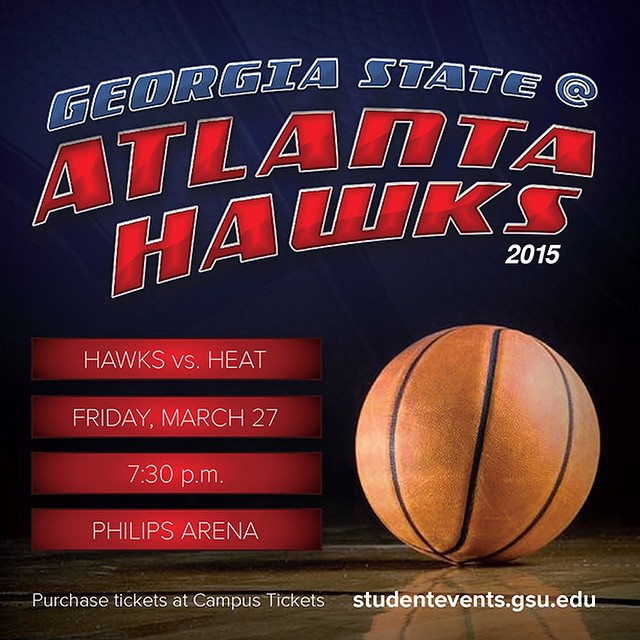 GEORGIA STATE @
ATLANTA
HAWKS
2015
HAWKS vs. HEAT
FRIDAY, MARCH 27
7:30 p.m.
PHILIPS ARENA
Purchase tickets at Campus Tickets studentevents.gsu.edu